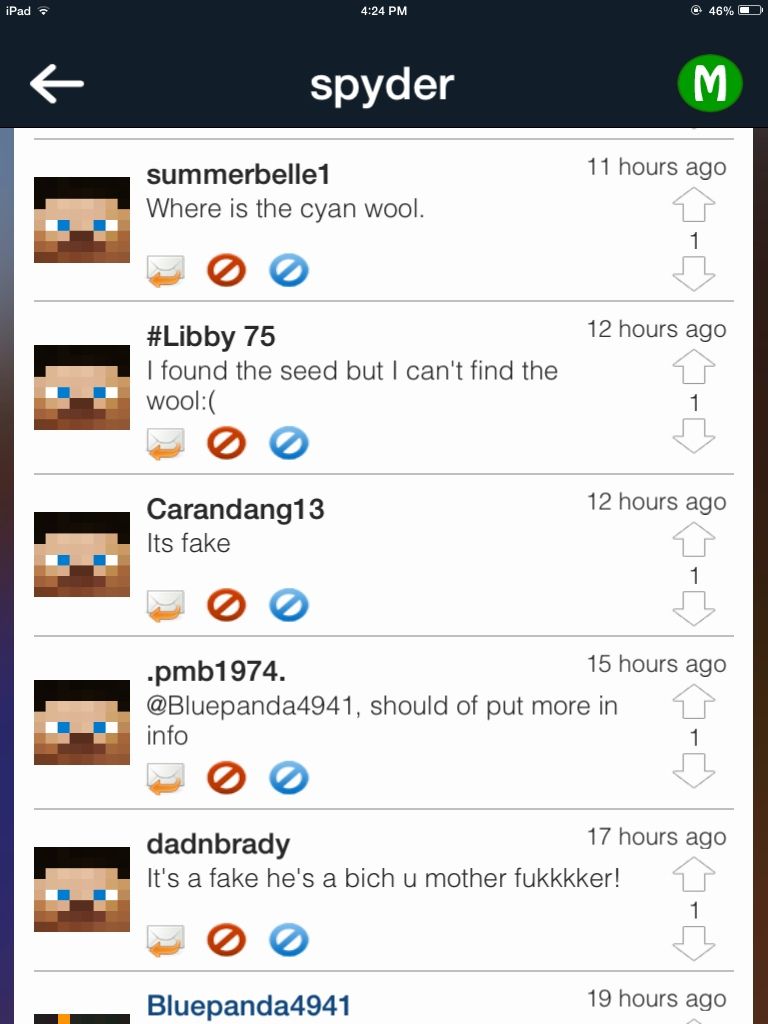 iPad 4:24 PM 46%
spyder M
summerbelle1 11 hours ago
Where is the cyan wool.
1
#Libby 75 12 hours ago
I found the seed but I can't find the
wool:(
1
Carandang13 12 hours ago
Its fake
1
.pmb1974. 15 hours ago
@Bluepanda4941, should of put more in
info
1
dadnbrady 17 hours ago
It's a fake he's a bich u mother fukkkker!
1
Bluepanda4941 19 hours ago